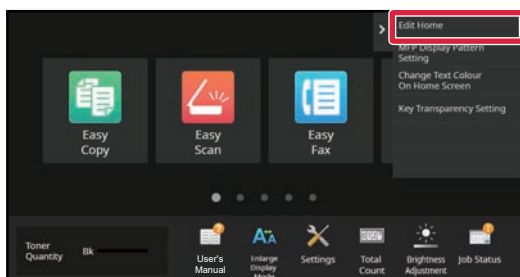 Edit Home
MFP Display Pattern
Setting
Change Text Colour
On Home Screen
Key Transparency Setting
Easy
Copy
Easy
Scan
Easy
Fax
Toner
Quantity
Bk
User's
Manual
Enlarge
Display
Mode
Settings
Total
Count
Brightness
Adjustment
Job Status